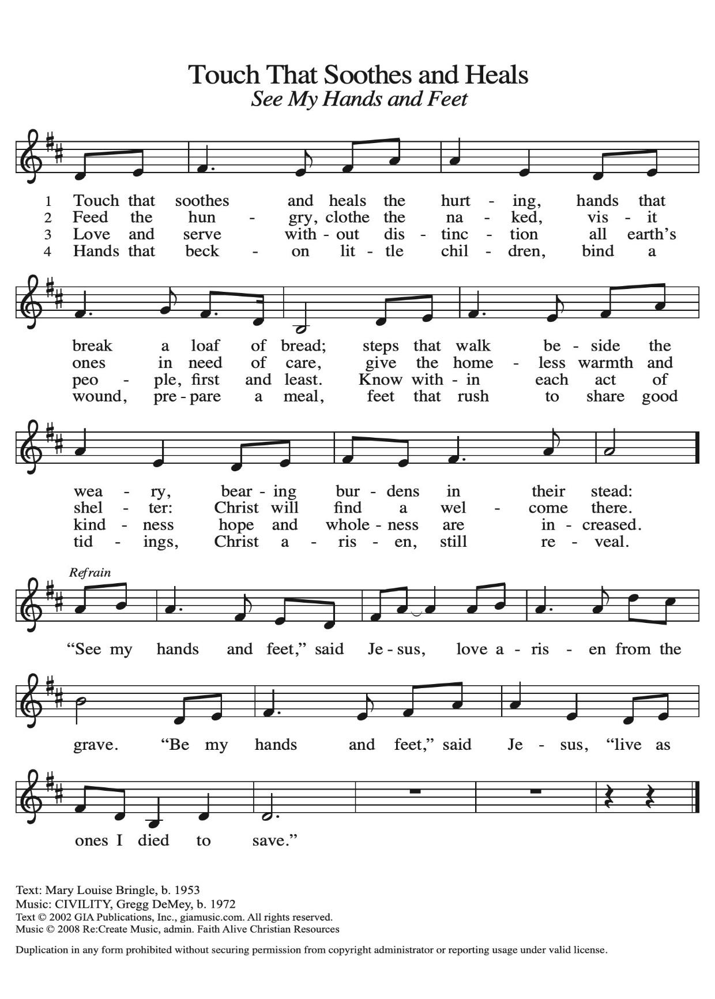 Touch That Soothes and Heals
See My Hands and Feet
1 Touch that soothes and heals the hurt - ing, hands that
2 Feed the hun - gry, clothe the na - ked, vis - it
3 Love and serve with - out dis - tinc - tion all earth's
4 Hands that beck - on lit - tle chil - dren, bind a
break a loaf of bread; steps that walk be - side the
ones in need of care, give the home - less warmth and
peo - ple, first and least. Know with - in each act of
wound, pre - pare a meal, feet that rush to share good
wea - ry, bear - ing bur - dens in their stead:
shel - ter: Christ will find a wel - come there.
kind - ness hope and whole - ness are in - creased.
tid - ings, Christ a - ris - en, still re - veal.
Refrain
“See my hands and feet,” said Je - sus, love a - ris - en from the
grave. “Be my hands and feet,” said Je - sus, “live as
ones I died to save.”
Text: Mary Louise Bringle, b. 1953
Music: CIVILITY, Gregg DeMey, b. 1972
Text © 2002 GIA Publications, Inc., giamusic.com. All rights reserved.
Music © 2008 Re:Create Music, admin. Faith Alive Christian Resources
Duplication in any form prohibited without securing permission from copyright administrator or reporting usage under valid license.